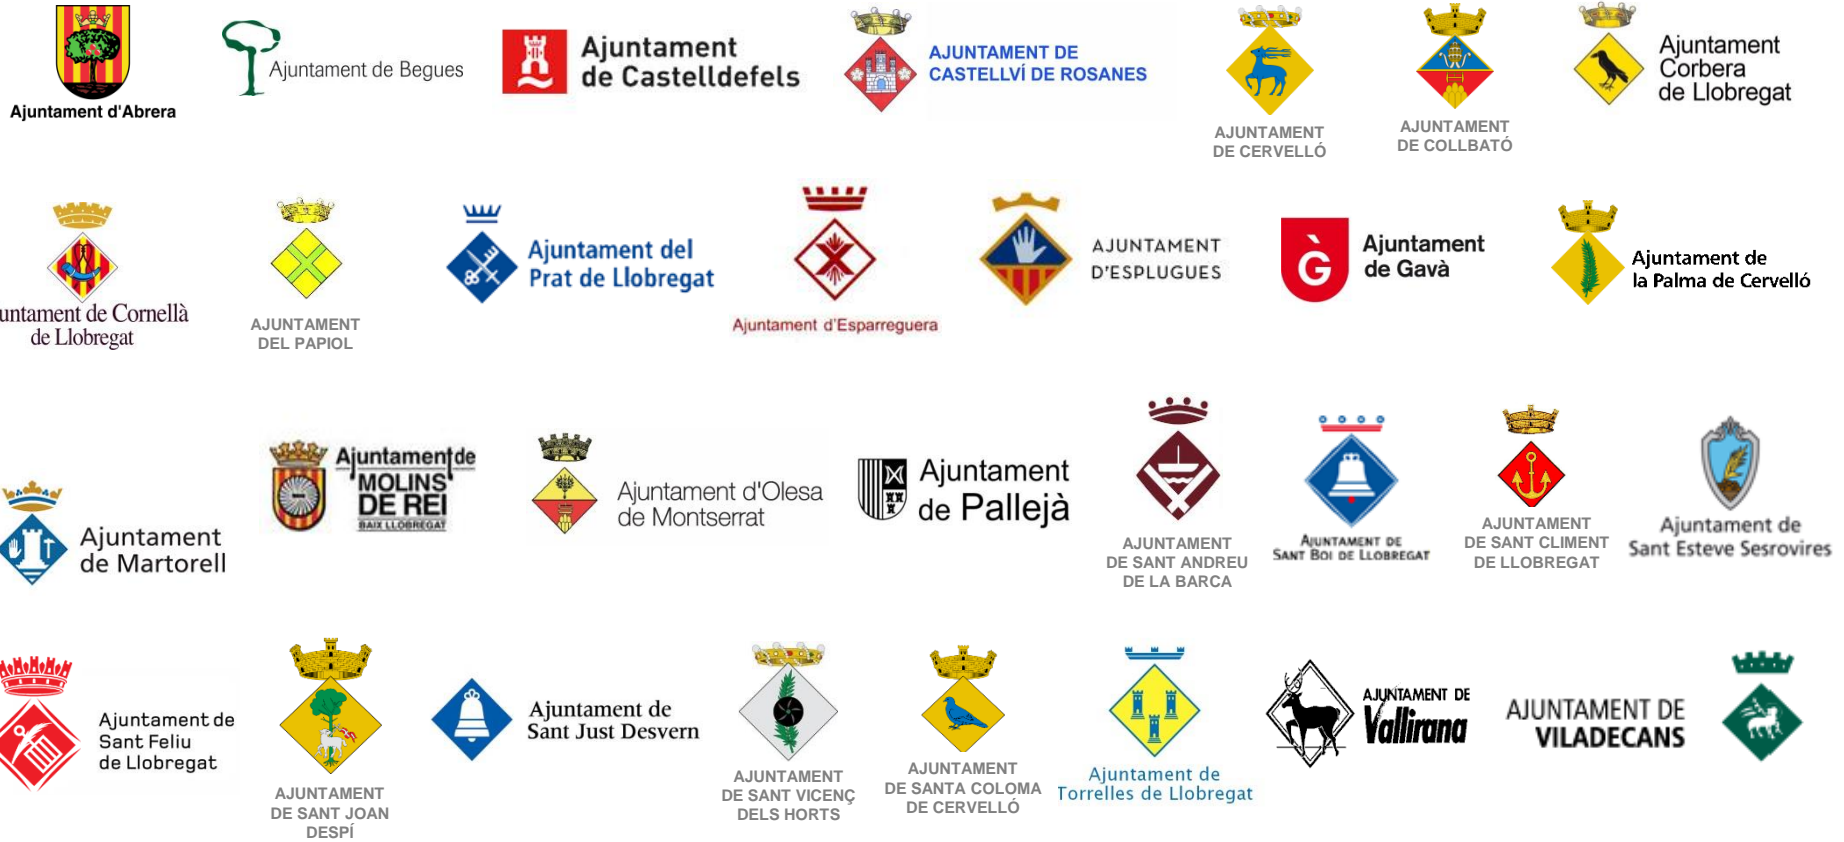 Ajuntament d'Abrera
Ajuntament de Begues
Ajuntament
de Castelldefels
AJUNTAMENT DE
CASTELLVÍ DE ROSANES
AJUNTAMENT
DE CERVELLÓ
AJUNTAMENT
DE COLLBATÓ
Ajuntament
Corbera
de Llobregat
untament de Cornellà
de Llobregat
AJUNTAMENT
DEL PAPIOL
Ajuntament del
Prat de Llobregat
Ajuntament d'Esparreguera
AJUNTAMENT
D'ESPLUGUES
G̀
Ajuntament
de Gavà
Ajuntament de
la Palma de Cervelló
Ajuntament
de Martorell
Ajuntament de
MOLINS
DE REI
BAIX LLOBREGAT
Ajuntament d'Olesa
de Montserrat
Ajuntament
de Pallejà
AJUNTAMENT
DE SANT ANDREU
DE LA BARCA
AJUNTAMENT DE
SANT BOI DE LLOBREGAT
AJUNTAMENT
DE SANT CLIMENT
DE LLOBREGAT
Ajuntament de
Sant Esteve Sesrovires
Ajuntament de
Sant Feliu
de Llobregat
AJUNTAMENT
DE SANT JOAN
DESPÍ
Ajuntament de
Sant Just Desvern
AJUNTAMENT
DE SANT VICENÇ
DELS HORTS
AJUNTAMENT
DE SANTA COLOMA
DE CERVELLÓ
Ajuntament de
Torrelles de Llobregat
AJUNTAMENT DE
Vallirana
AJUNTAMENT DE
VILADECANS